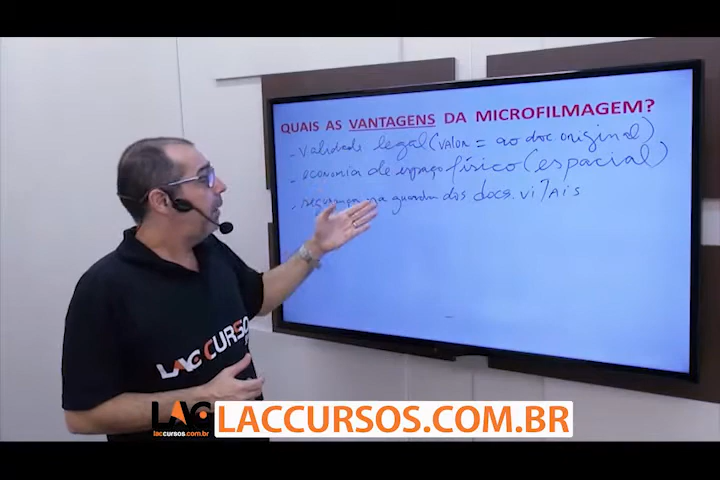 QUAIS AS VANTAGENS DA MICROFILMAGEM?
- validade legal (valor = ao doc. original)
- economia de espaço físico (espacial)
- segurança na guarda dos docs. vitais
LAC CURSOS
LAC
laccursos.com.br
LACCURSOS.COM.BR